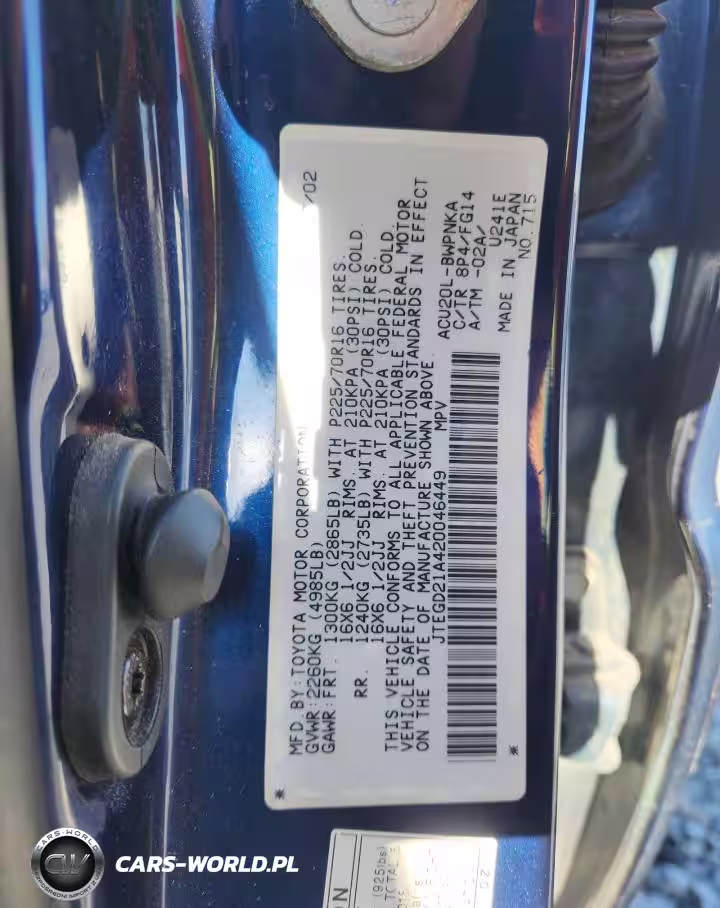 MFD.BY:TOYOTA MOTOR CORPORATION /02
GVWR:2260KG (4985LB)
GAWR:FRT. 1300KG (2865LB) WITH P225/70R16 TIRES.
16X6 1/2JJ RIMS. AT 210KPA (30PSI) COLD
RR. 1240KG (2735LB) WITH P225/70R16 TIRES.
16X6 1/2JJ RIMS. AT 210KPA (30PSI) COLD.
THIS VEHICLE CONFORMS TO ALL APPLICABLE FEDERAL MOTOR
VEHICLE SAFETY AND THEFT PREVENTION STANDARDS IN EFFECT
ON THE DATE OF MANUFACTURE SHOWN ABOVE.
JTEGD21A420046449 MPV
ACU20L-BWPNKA
C/TR 8P4/FG14
A/TM -02A/ U241E
MADE IN JAPAN
NO.715
(925lbs)
CARS-WORLD
CW
CARS-WORLD.PL